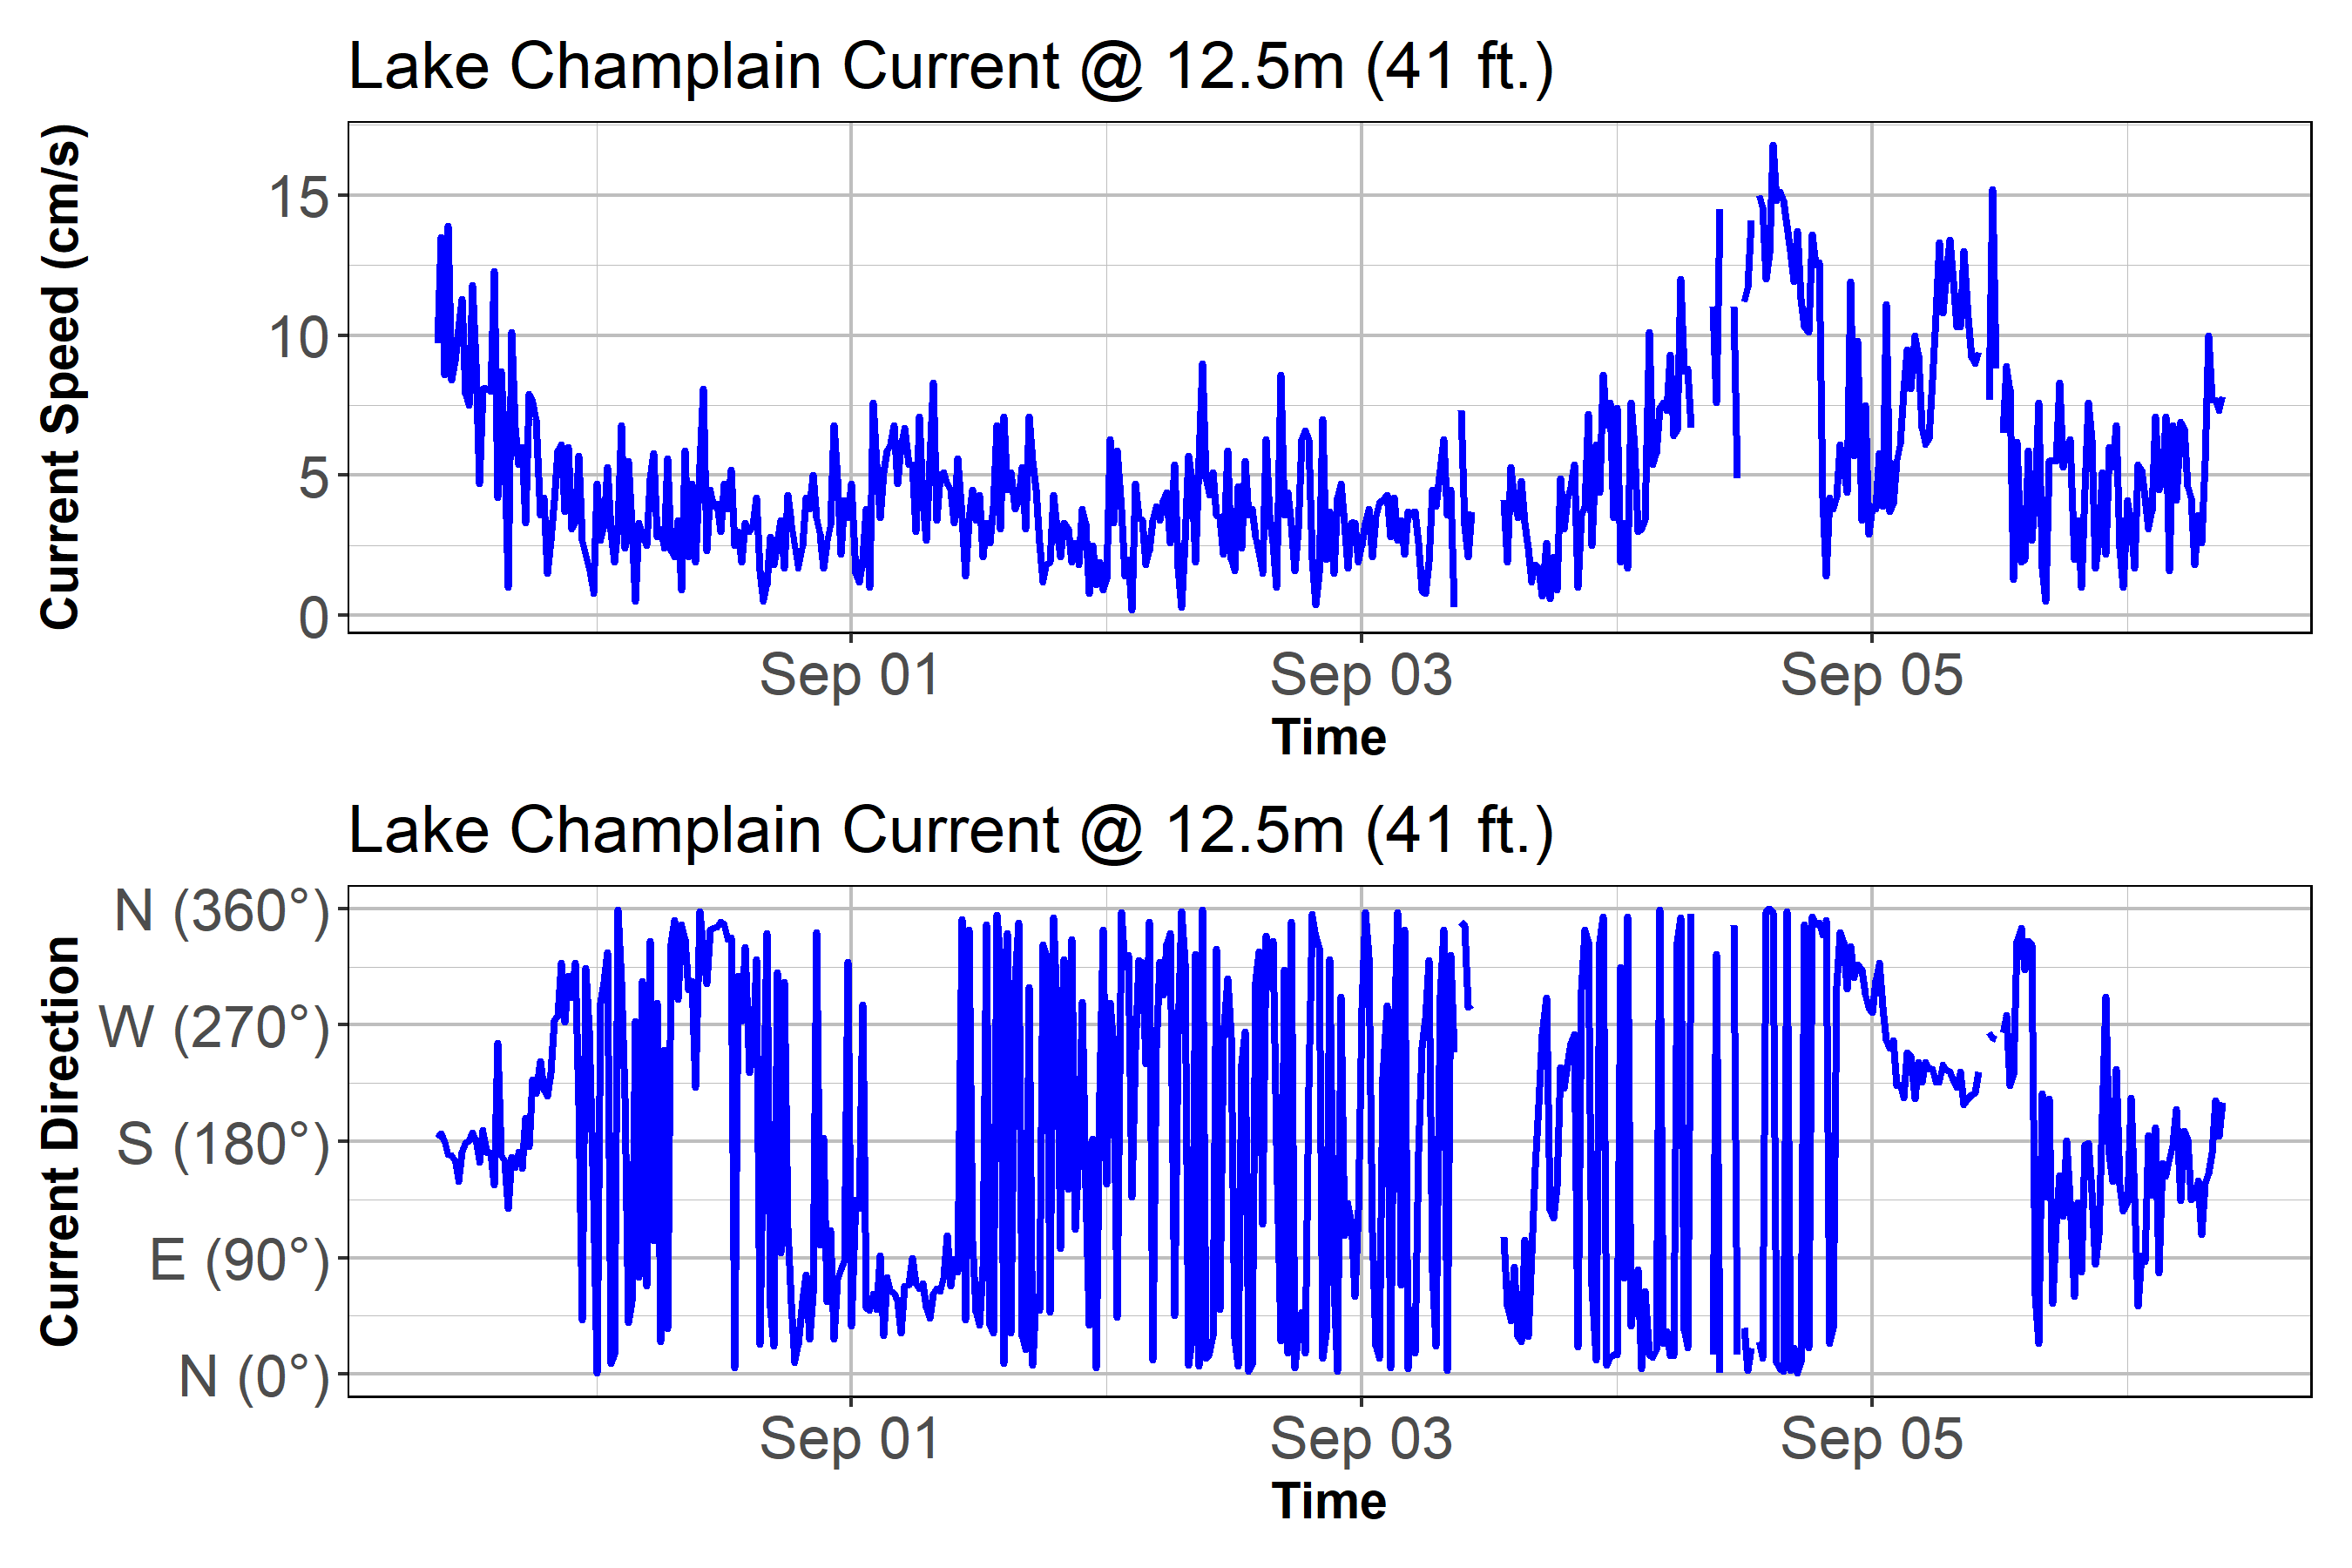 Lake Champlain Current @ 12.5m (41 ft.)
Current Speed (cm/s)
15
10
5
0
Sep 01
Sep 03
Sep 05
Time
Lake Champlain Current @ 12.5m (41 ft.)
Current Direction
N (360°)
W (270°)
S (180°)
E (90°)
N (0°)
Sep 01
Sep 03
Sep 05
Time